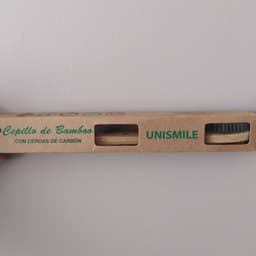 Cepillo de Bamboo
CON CERDAS DE CARBÓN
UNISMILE